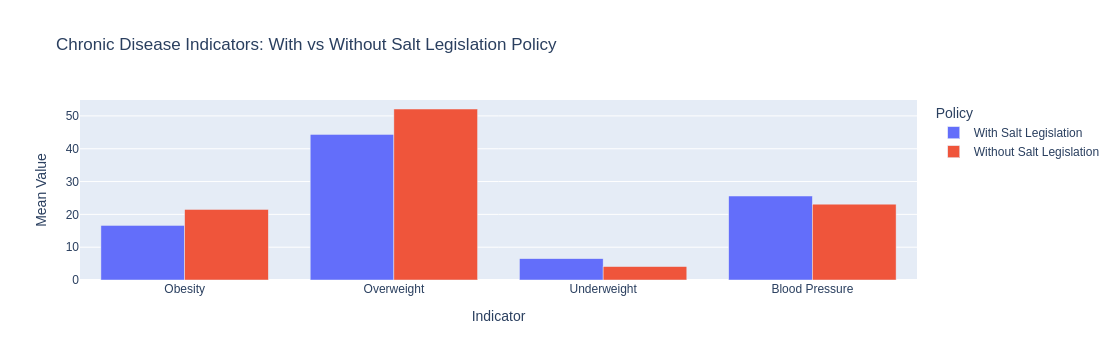 Chronic Disease Indicators: With vs Without Salt Legislation Policy
Policy
With Salt Legislation
Without Salt Legislation
Mean Value
50
40
30
20
10
0
Obesity
Overweight
Underweight
Blood Pressure
Indicator